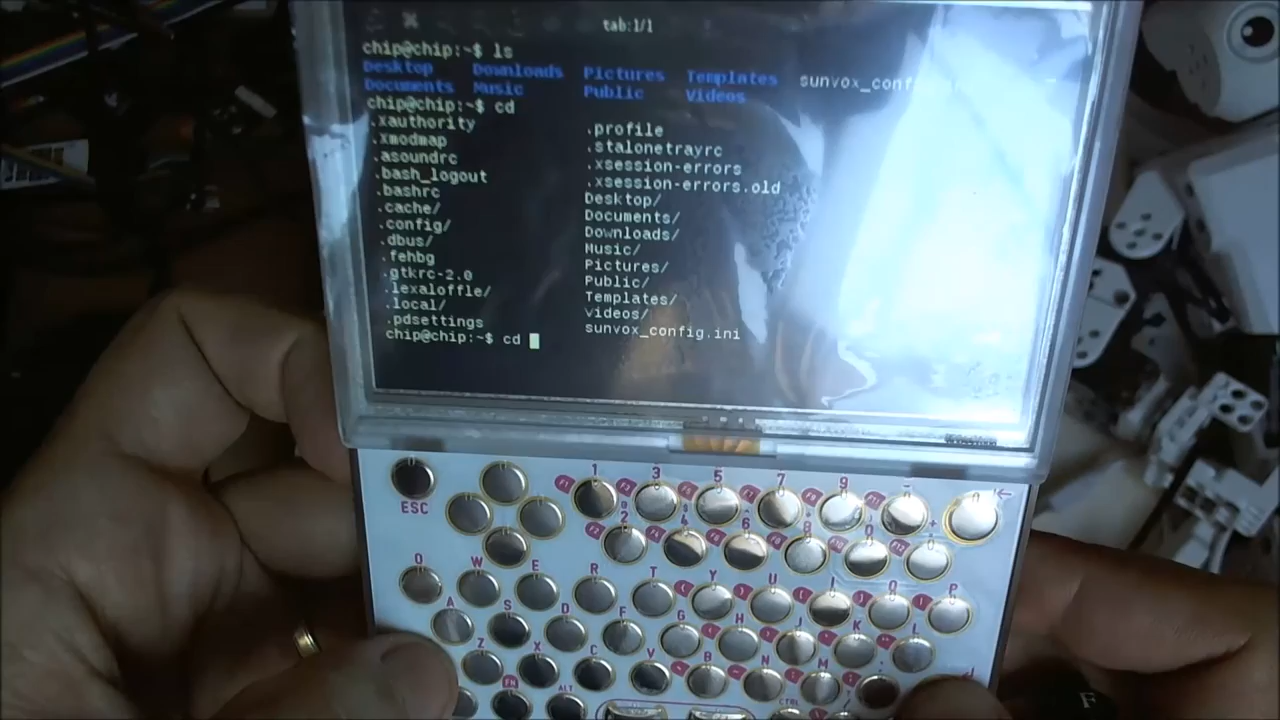 tab:1/1
chip@chip:~$ ls
Desktop Downloads Pictures Templates
Documents Music Public Videos
chip@chip:~$ cd
.xauthority .profile
.xmodmap .stalonetrayrc
.asoundrc .xsession-errors
.bash_logout .xsession-errors.old
.bashrc Desktop/
.cache/ Documents/
.config/ Downloads/
.dbus/ Music/
.fehbg Pictures/
.gtkrc-2.0 Public/
.lexaloffle/ Templates/
.local/ Videos/
.pdsettings sunvox_config.ini
chip@chip:~$ cd
ESC 1 3 5 7 9
2 4 6 8 0
Q W E R T Y U I O P
A S D F G H J K L
Z X C V B N M
FN ALT CTRL